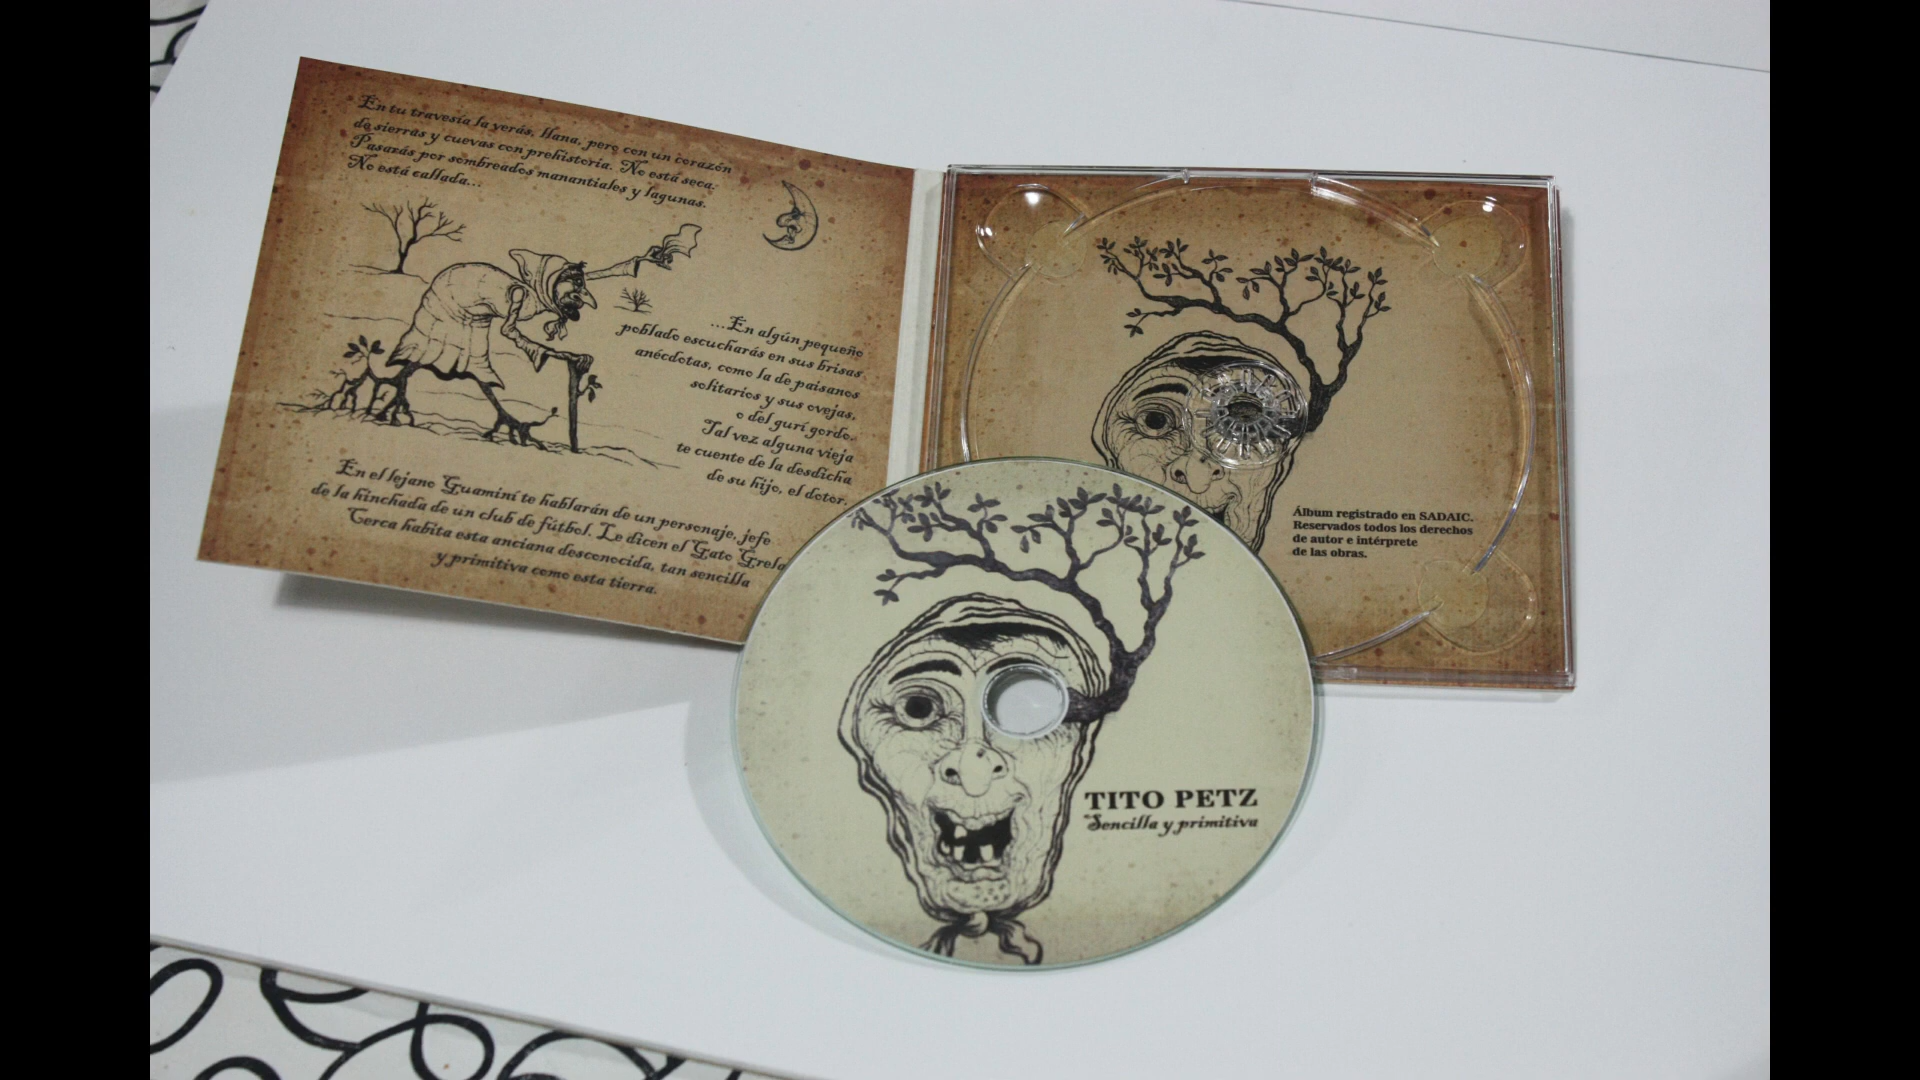 En tu travesía la verás, llana, pero con un corazón
de sierras y cuevas con prehistoria. No está seca:
Pasarás por sombreados manantiales y lagunas.
No está callada...
...En algún pequeño
poblado escucharás en sus brisas
anécdotas, como la de paisanos
solitarios y sus ovejas,
o del gurí gordo.
Tal vez alguna vieja
te cuente de la desdicha
de su hijo, el dotor.
En el lejano Guaminí te hablarán de un personaje, jefe
de la hinchada de un club de fútbol. Le dicen el Gato Grela
Cerca habita esta anciana desconocida, tan sencilla
y primitiva como esta tierra.
Álbum registrado en SADAIC.
Reservados todos los derechos
de autor e intérprete
de las obras.
TITO PETZ
Sencilla y primitiva